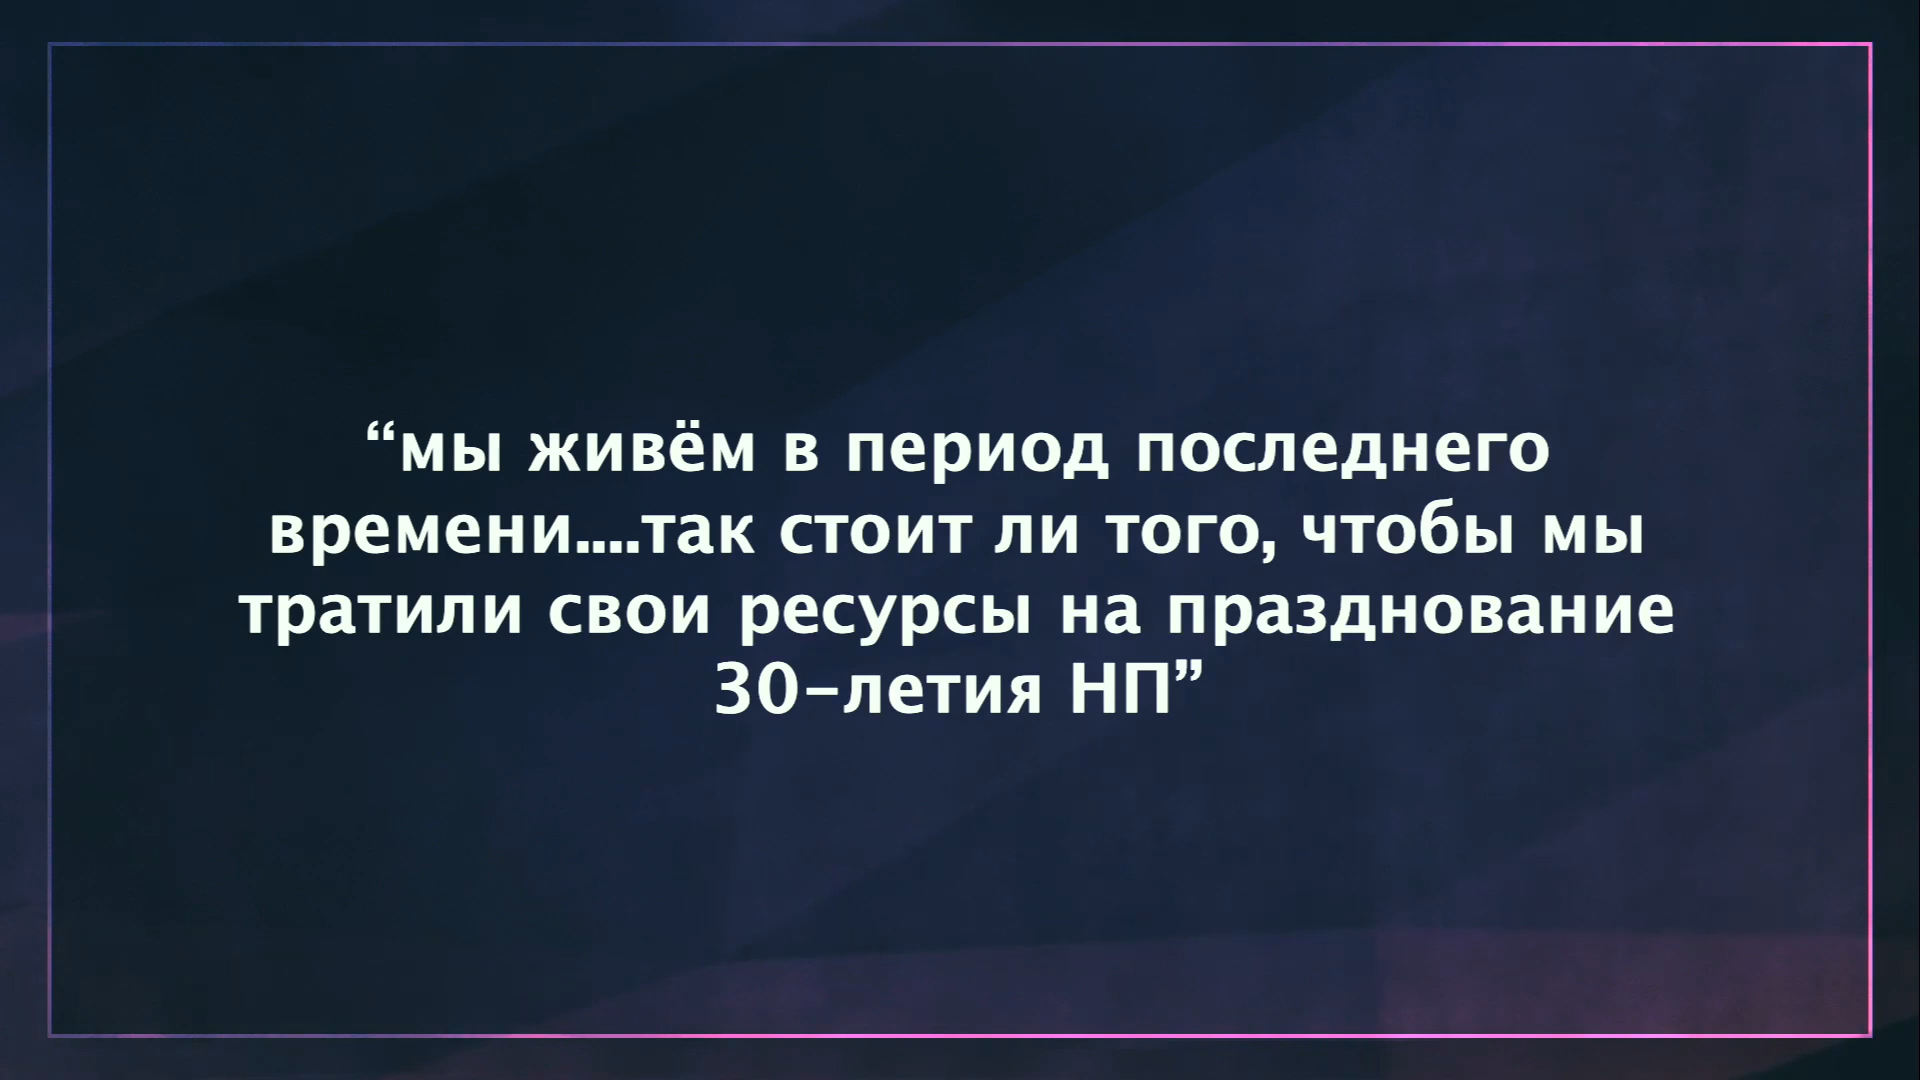 “мы живём в период последнего
времени....так стоит ли того, чтобы мы
тратили свои ресурсы на празднование
30-летия НП”